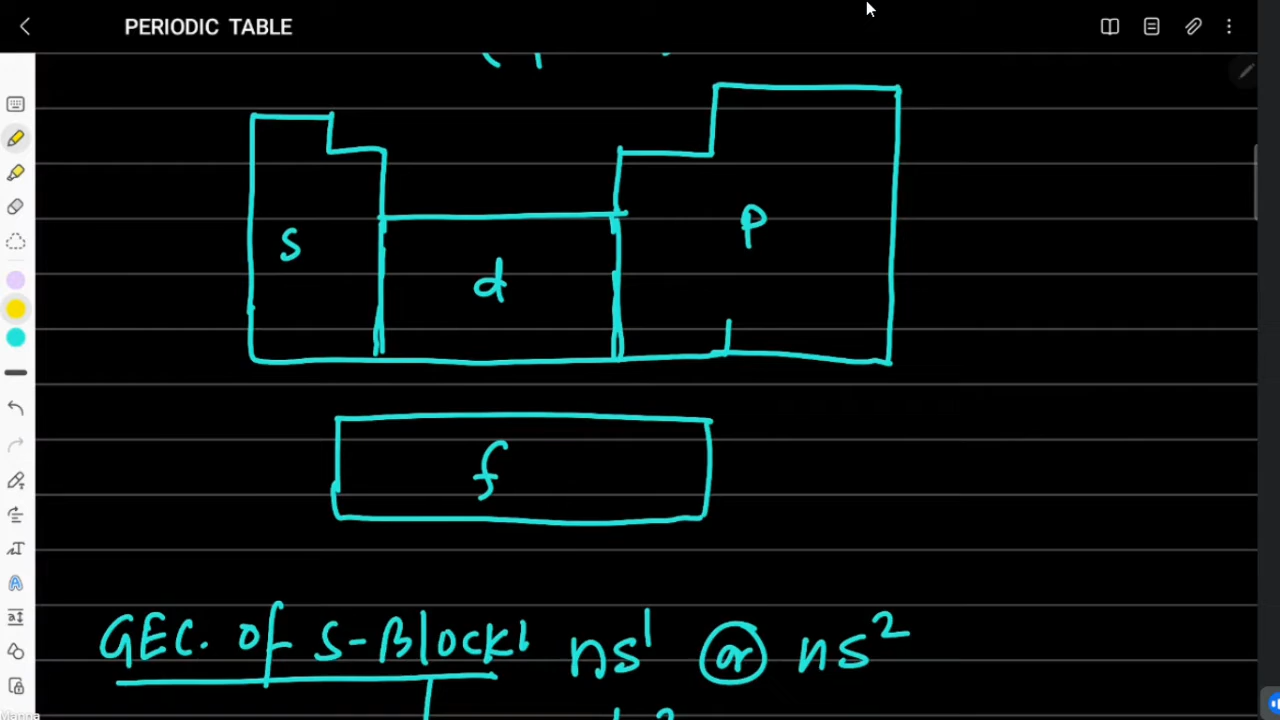 PERIODIC TABLE
s
p
d
f
GEC. of s-Block: ns¹ or ns²